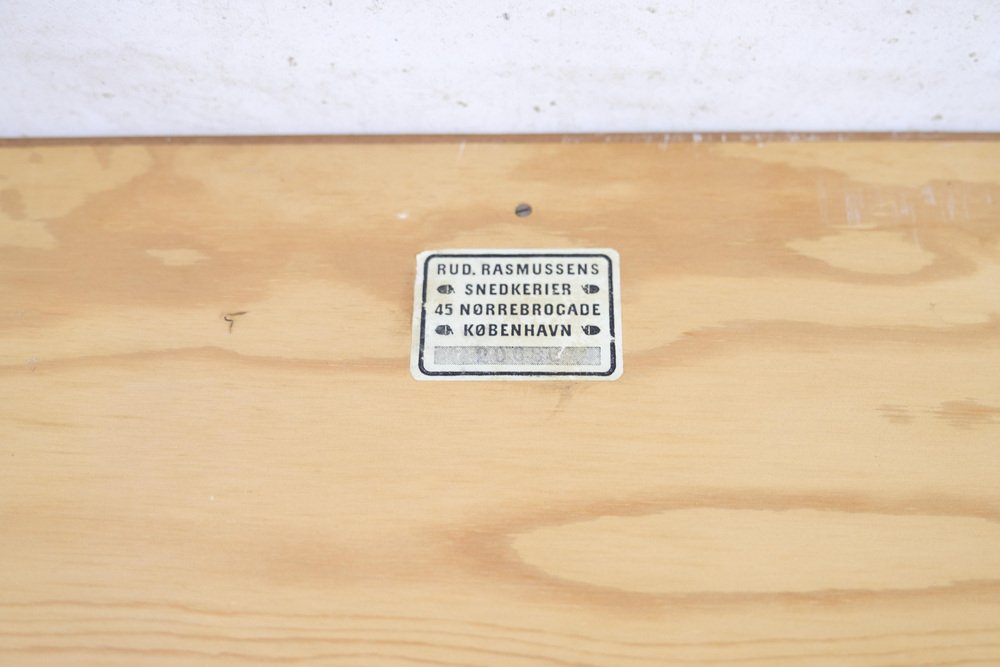 RUD. RASMUSSENS
SNEDKERIER
45 NØRREBROGADE
KØBENHAVN